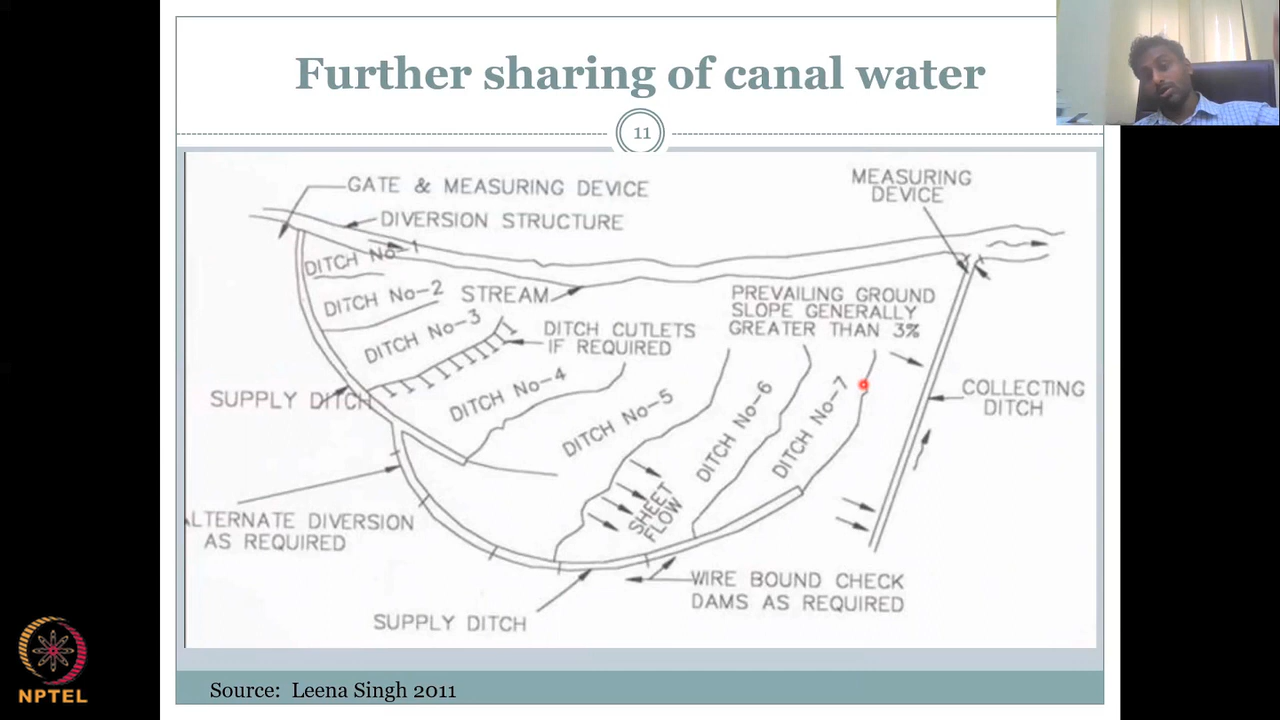 Further sharing of canal water
11
GATE & MEASURING DEVICE
MEASURING
DEVICE
DIVERSION STRUCTURE
DITCH No-1
DITCH No-2
STREAM
PREVAILING GROUND
SLOPE GENERALLY
GREATER THAN 3%
DITCH No-3
DITCH CUTLETS
IF REQUIRED
SUPPLY DITCH
DITCH No-4
DITCH No-5
DITCH No-6
DITCH No-7
COLLECTING
DITCH
SHEET
FLOW
ALTERNATE DIVERSION
AS REQUIRED
WIRE BOUND CHECK
DAMS AS REQUIRED
SUPPLY DITCH
Source: Leena Singh 2011
NPTEL